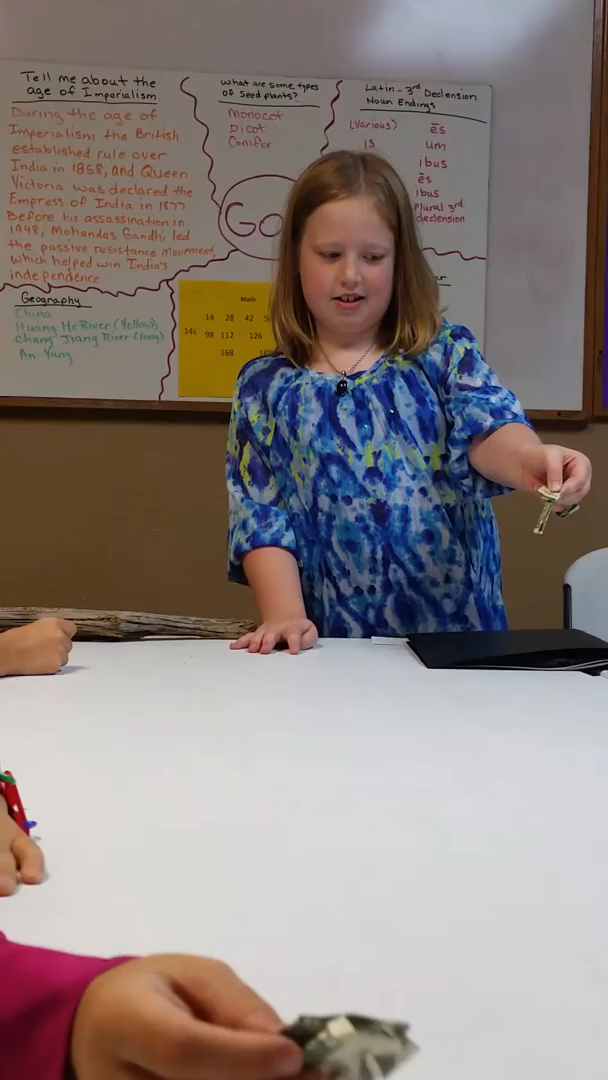 Tell me about the
age of Imperialism
During the age of
Imperialism the British
established rule over
India in 1858, and Queen
Victoria was declared the
Empress of India in 1877
Before his assassination in
1948, Mohandas Gandhi led
the passive resistance movement,
which helped win India's
independence
What are some types
of Seed plants?
Monocot
Dicot
Conifer
Latin - 3rd Declension
Noun Endings
(various) ēs
is um
ibus
ēs
ibus
plural 3rd
declension
Go
Geography
China
Huang He River (Yellow)
Chang Jiang River (long)
An-Yang
Math
14 28 42
14s 98 112 126
168